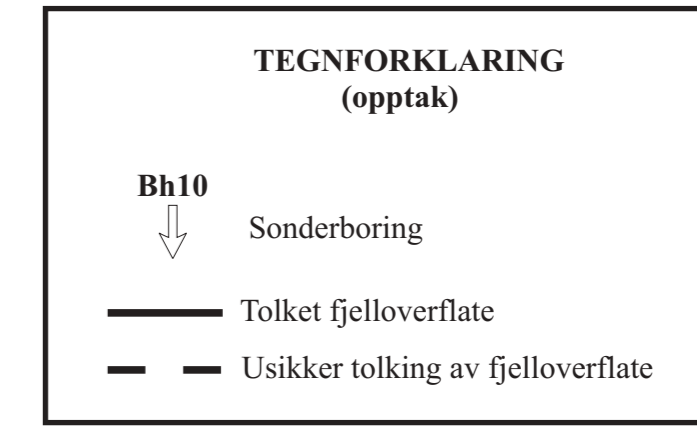 TEGNFORKLARING
(opptak)
Bh10
Sonderboring
Tolket fjelloverflate
Usikker tolking av fjelloverflate